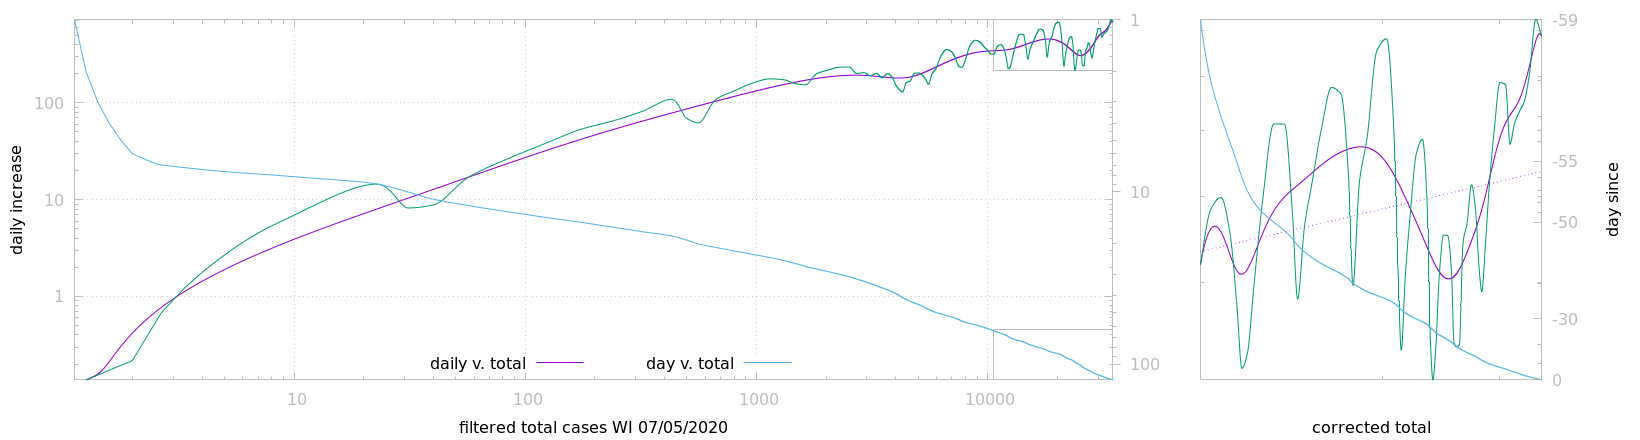 daily increase
100
10
1
1
10
100
daily v. total
day v. total
10
100
1000
10000
filtered total cases WI 07/05/2020
-59
-55
-50
-30
0
day since
corrected total